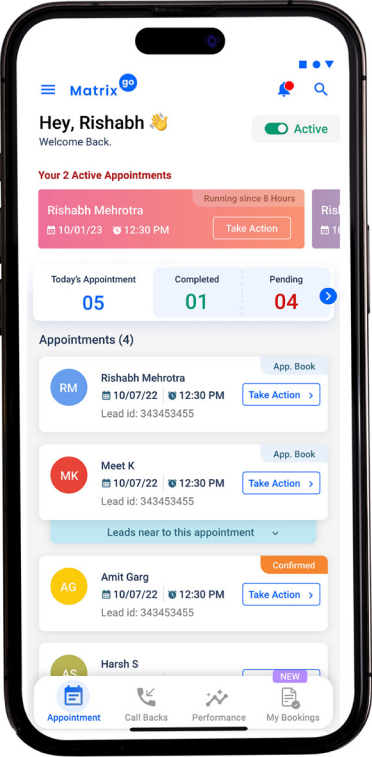 Matrix go
Hey, Rishabh 👋
Welcome Back.
Active
Your 2 Active Appointments
Running since 8 Hours
Rishabh Mehrotra
10/01/23 12:30 PM
Take Action
Today's Appointment
05
Completed
01
Pending
04
Appointments (4)
App. Book
RM
Rishabh Mehrotra
10/07/22 12:30 PM
Take Action >
Lead id: 343453455
App. Book
MK
Meet K
10/07/22 12:30 PM
Take Action >
Lead id: 343453455
Leads near to this appointment
Confirmed
AG
Amit Garg
10/07/22 12:30 PM
Take Action >
Lead id: 343453455
Harsh S
AS
NEW
Appointment
Call Backs
Performance
My Bookings